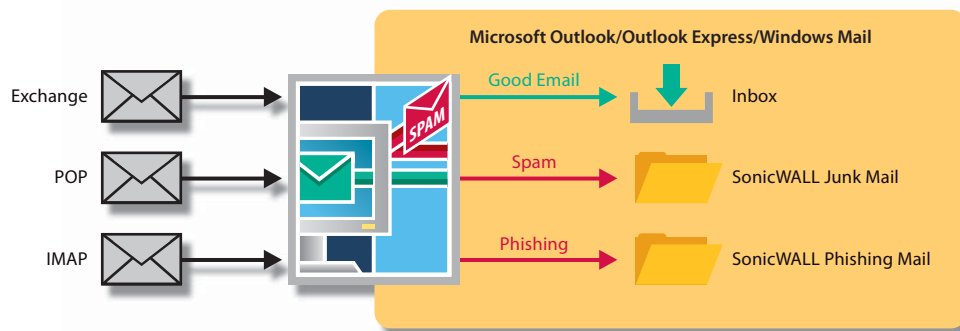 Microsoft Outlook/Outlook Express/Windows Mail
Exchange
Good Email
Inbox
SPAM
POP
Spam
SonicWALL Junk Mail
IMAP
Phishing
SonicWALL Phishing Mail